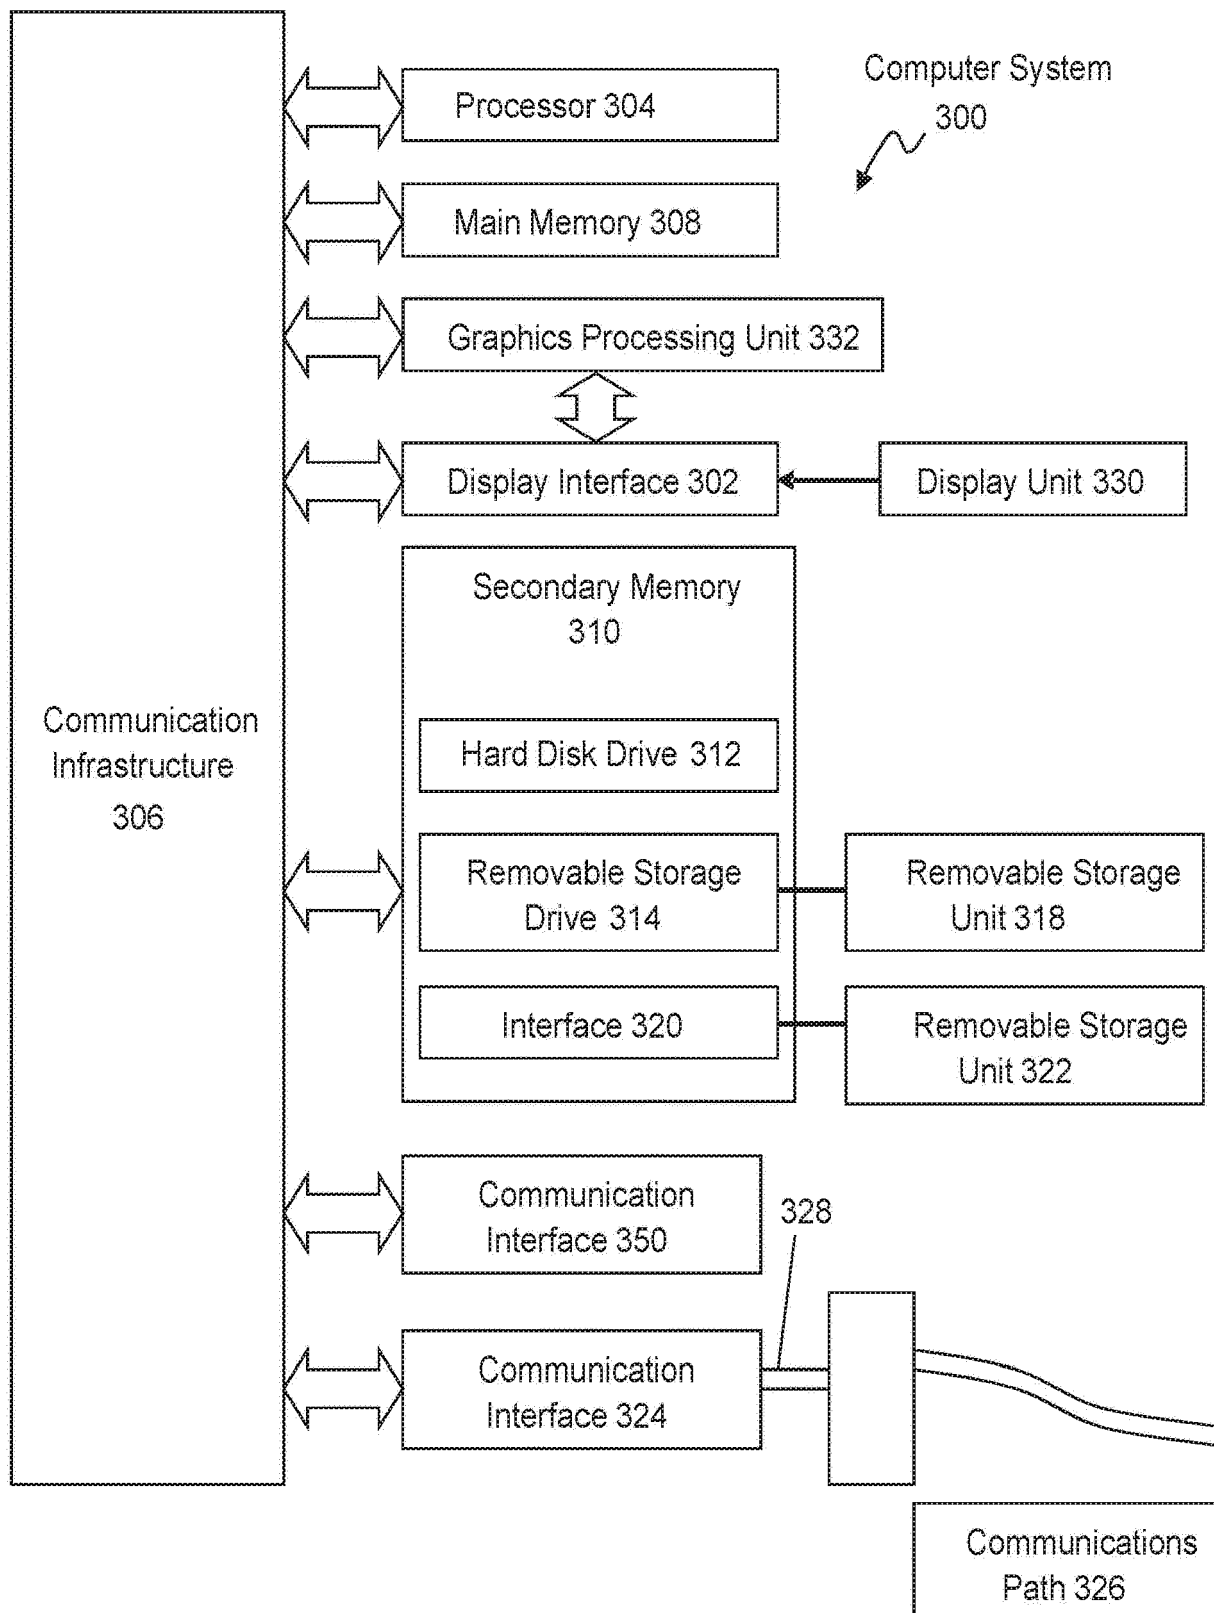 Computer System
300
Processor 304
Main Memory 308
Graphics Processing Unit 332
Display Interface 302
Display Unit 330
Secondary Memory
310
Communication
Infrastructure
306
Hard Disk Drive 312
Removable Storage
Drive 314
Removable Storage
Unit 318
Interface 320
Removable Storage
Unit 322
Communication
Interface 350
328
Communication
Interface 324
Communications
Path 326